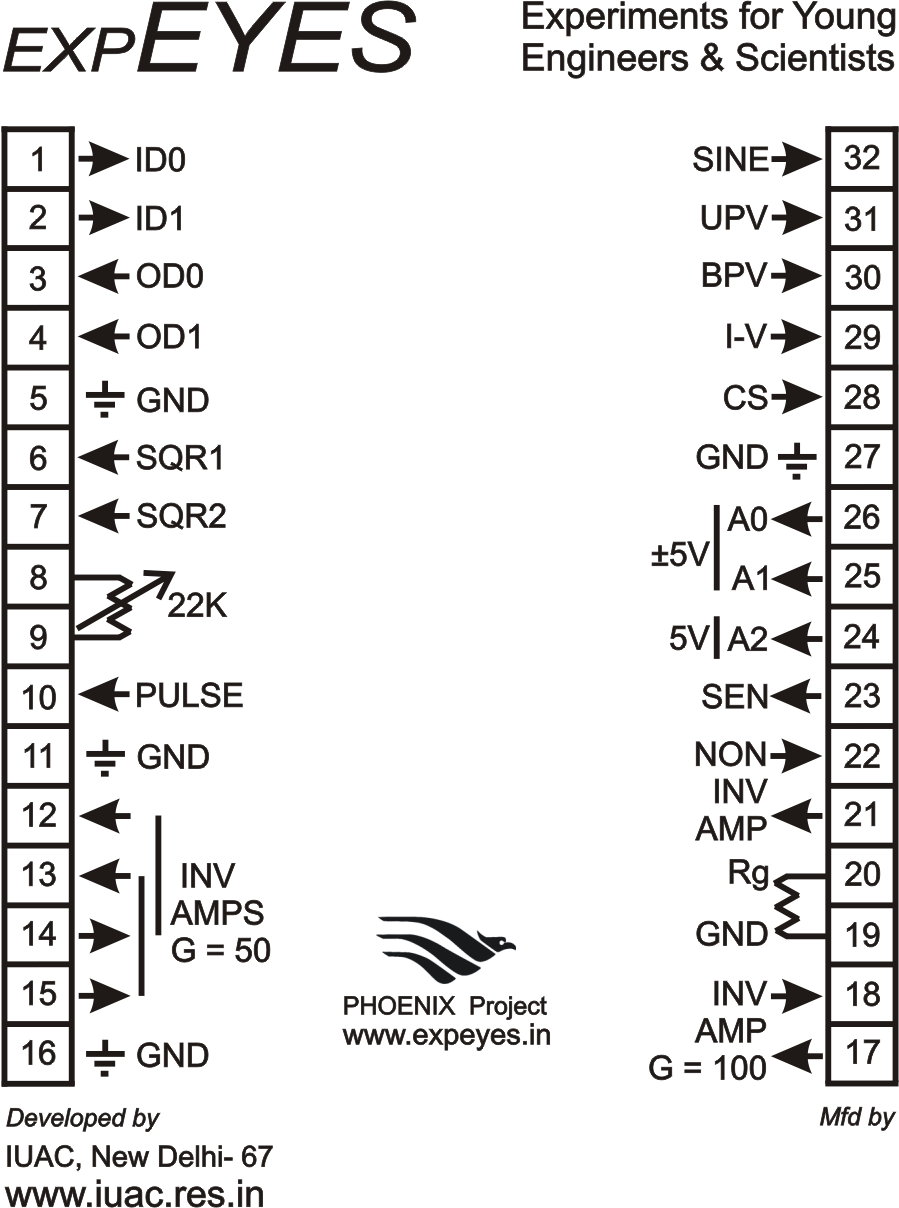 EXPEYES
Experiments for Young
Engineers & Scientists
1 ID0
2 ID1
3 OD0
4 OD1
5 GND
6 SQR1
7 SQR2
8
22K
9
10 PULSE
11 GND
12
13 INV
AMPS
14
G = 50
15
16 GND
SINE 32
UPV 31
BPV 30
I-V 29
CS 28
GND 27
A0 26
±5V
A1 25
5V A2 24
SEN 23
NON 22
INV
AMP 21
Rg 20
GND 19
INV 18
AMP
G = 100 17
PHOENIX Project
www.expeyes.in
Developed by
IUAC, New Delhi- 67
www.iuac.res.in
Mfd by